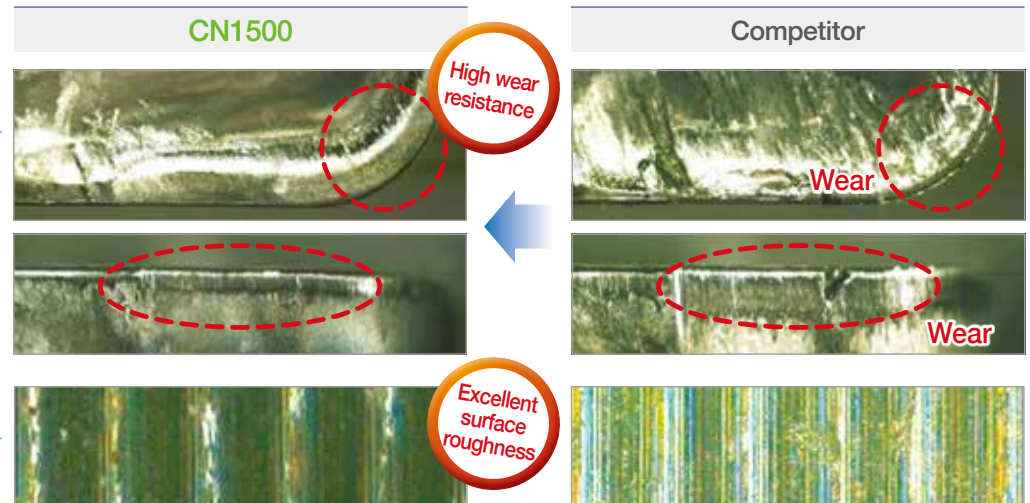 CN1500
Competitor
High wear
resistance
Wear
Wear
Excellent
surface
roughness